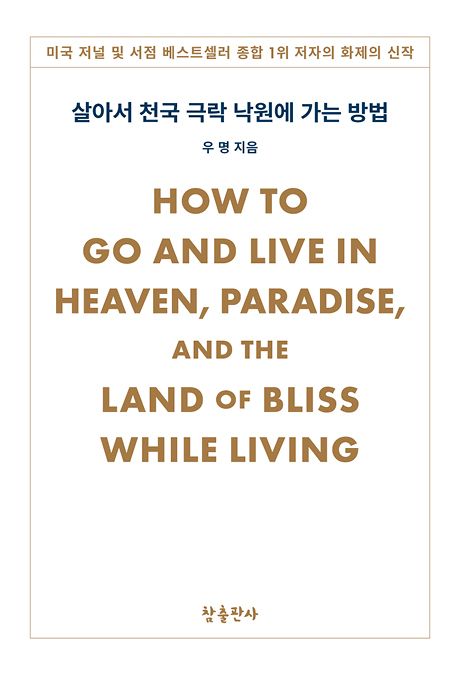 미국 저널 및 서점 베스트셀러 종합 1위 저자의 화제의 신작
살아서 천국 극락 낙원에 가는 방법
우 명 지음
HOW TO
GO AND LIVE IN
HEAVEN, PARADISE,
AND THE
LAND OF BLISS
WHILE LIVING
참출판사